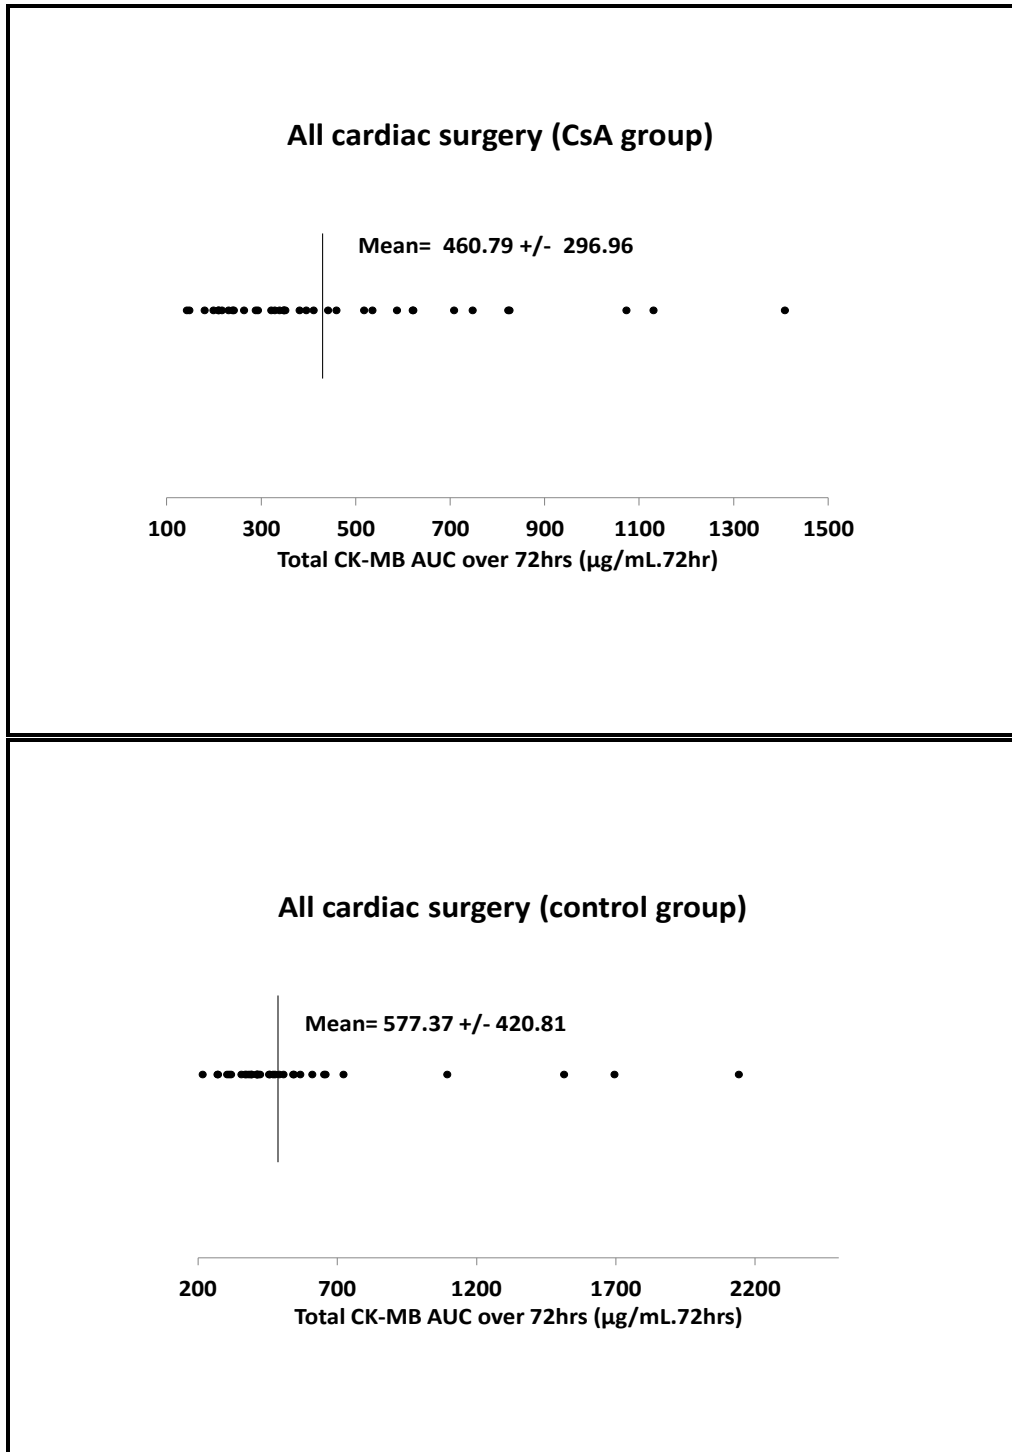 All cardiac surgery (CsA group)
Mean=  460.79 +/-  296.96
100 300 500 700 900 1100 1300 1500
Total CK-MB AUC over 72hrs (µg/mL.72hr)
All cardiac surgery (control group)
Mean= 577.37 +/- 420.81
200 700 1200 1700 2200
Total CK-MB AUC over 72hrs (µg/mL.72hrs)